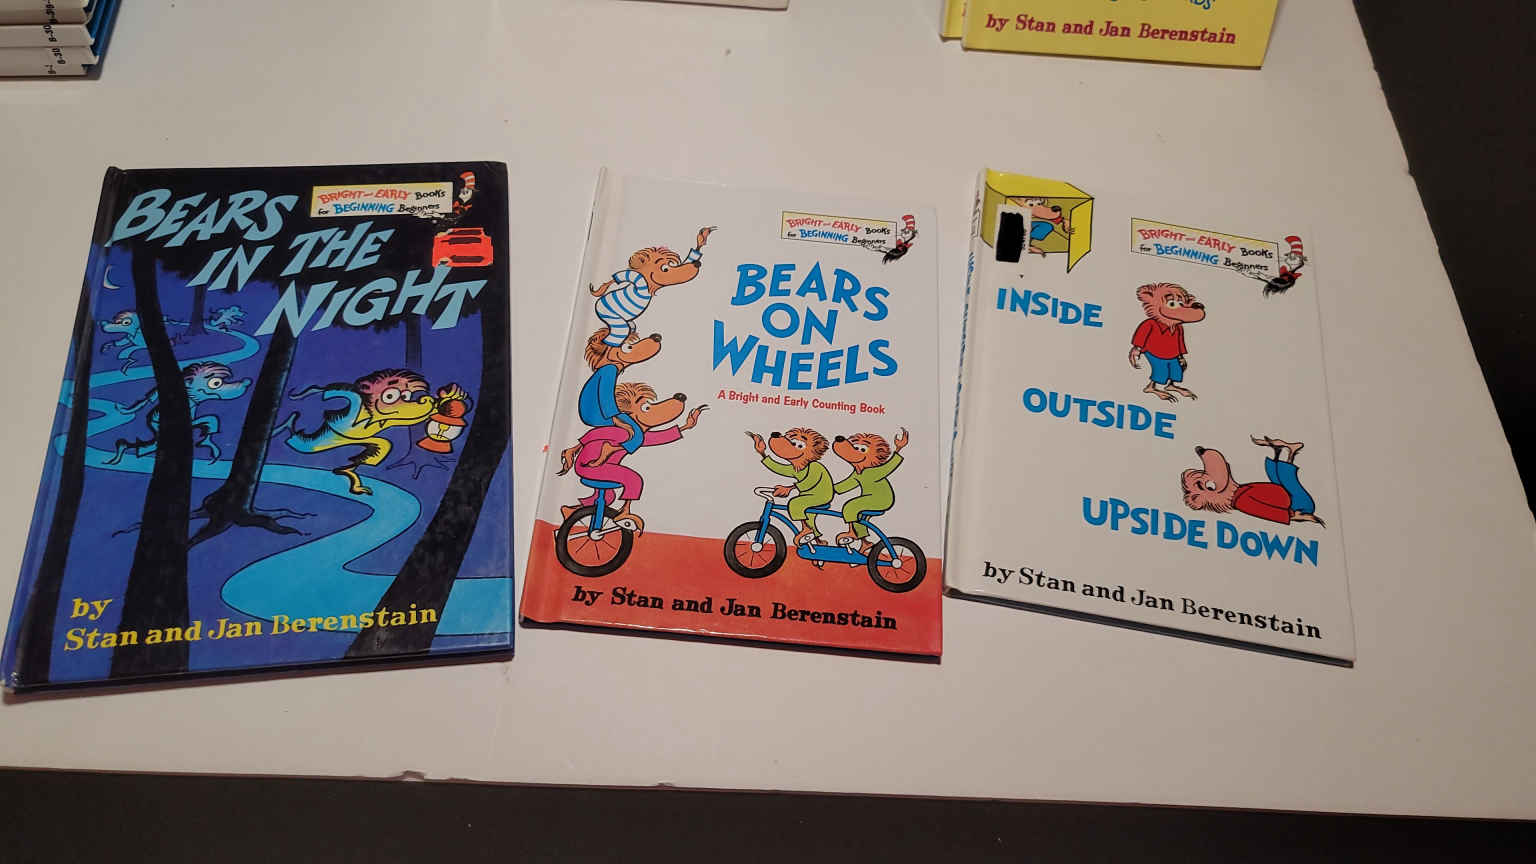 by Stan and Jan Berenstain
BRIGHT and EARLY BOOKS
for BEGINNING Beginners
BEARS
IN THE
NIGHT
by
Stan and Jan Berenstain
BRIGHT and EARLY BOOKS
for BEGINNING Beginners
BEARS
ON
WHEELS
A Bright and Early Counting Book
by Stan and Jan Berenstain
BRIGHT and EARLY BOOKS
for BEGINNING Beginners
INSIDE
OUTSIDE
UPSIDE DOWN
by Stan and Jan Berenstain